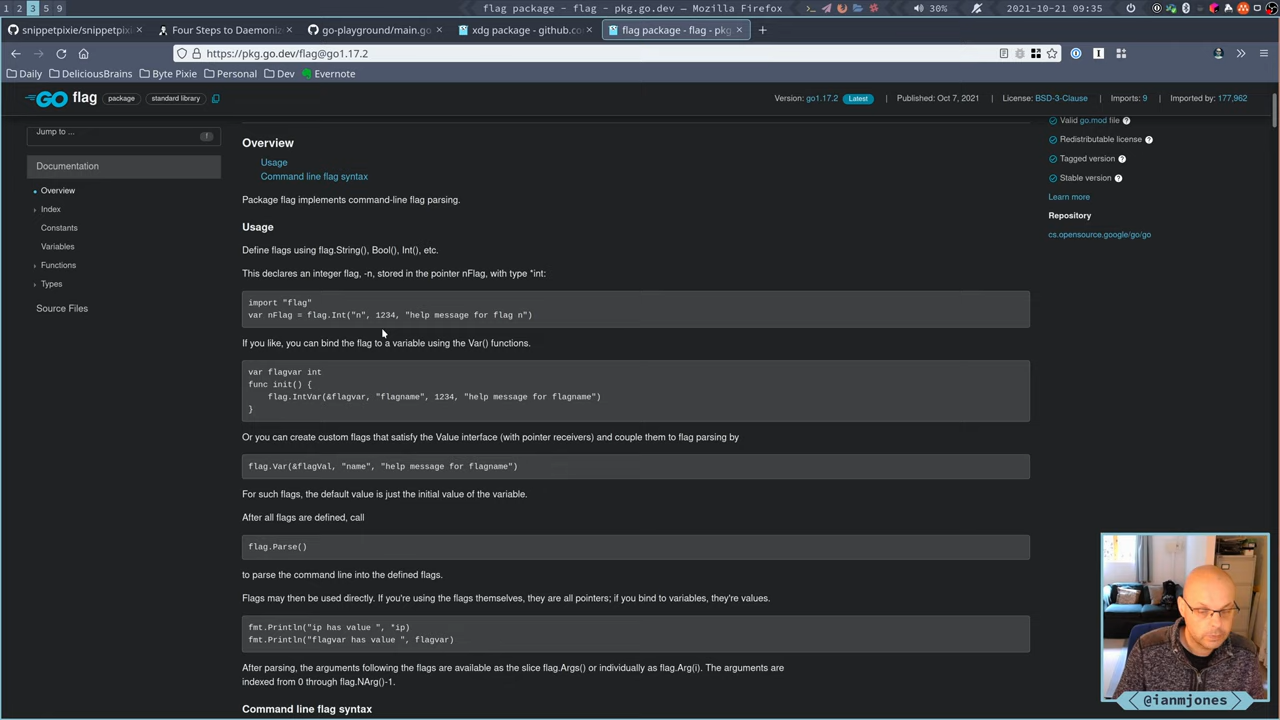 1 2 3 5 9
flag package - flag - pkg.go.dev — Mozilla Firefox
30%
2021-10-21 09:35
snippetpixie/snippetpixi
Four Steps to Daemoniz
go-playground/main.go
xdg package - github.co
flag package - flag - pkg
https://pkg.go.dev/flag@go1.17.2
Daily
DeliciousBrains
Byte Pixie
Personal
Dev
Evernote
GO flag
package
standard library
Version: go1.17.2 Latest
Published: Oct 7, 2021
License: BSD-3-Clause
Imports: 9
Imported by: 177,962
Jump to ...
f
Documentation
Overview
Index
Constants
Variables
Functions
Types
Source Files
Overview
Usage
Command line flag syntax
Package flag implements command-line flag parsing.
Usage
Define flags using flag.String(), Bool(), Int(), etc.
This declares an integer flag, -n, stored in the pointer nFlag, with type *int:
import "flag"
var nFlag = flag.Int("n", 1234, "help message for flag n")
If you like, you can bind the flag to a variable using the Var() functions.
var flagvar int
func init() {
flag.IntVar(&flagvar, "flagname", 1234, "help message for flagname")
}
Or you can create custom flags that satisfy the Value interface (with pointer receivers) and couple them to flag parsing by
flag.Var(&flagVal, "name", "help message for flagname")
For such flags, the default value is just the initial value of the variable.
After all flags are defined, call
flag.Parse()
to parse the command line into the defined flags.
Flags may then be used directly. If you're using the flags themselves, they are all pointers; if you bind to variables, they're values.
fmt.Println("ip has value ", *ip)
fmt.Println("flagvar has value ", flagvar)
After parsing, the arguments following the flags are available as the slice flag.Args() or individually as flag.Arg(i). The arguments are
indexed from 0 through flag.NArg()-1.
Command line flag syntax
Valid go.mod file
Redistributable license
Tagged version
Stable version
Learn more
Repository
cs.opensource.google/go/go
@ianmjones